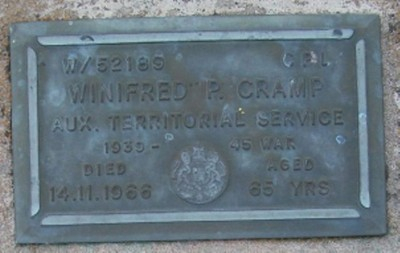 W/52189 CPL
WINIFRED P. CRAMP
AUX. TERRITORIAL SERVICE
1939 - 45 WAR
DIED AGED
14.11.1966 65 YRS.